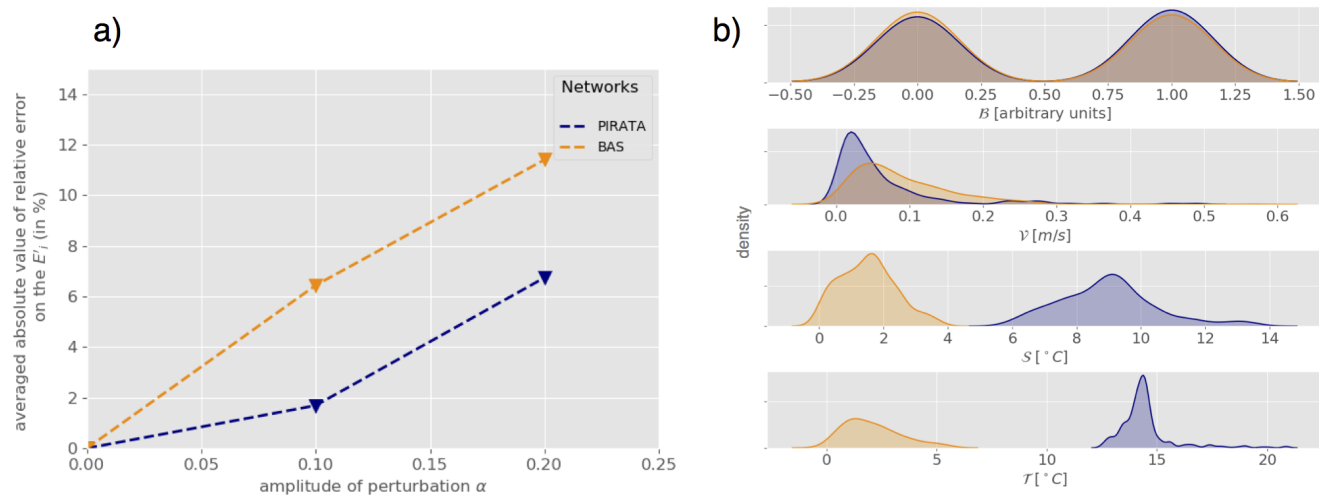 a)
averaged absolute value of relative error
on the E'ᵢ (in %)
14
12
10
8
6
4
2
0
Networks
PIRATA
BAS
0.00 0.05 0.10 0.15 0.20 0.25
amplitude of perturbation α
b)
density
−0.50 −0.25 0.00 0.25 0.50 0.75 1.00 1.25 1.50
ℬ [arbitrary units]
0.0 0.1 0.2 0.3 0.4 0.5 0.6
𝒱 [m/s]
0 2 4 6 8 10 12 14
𝒮 [°C]
0 5 10 15 20
𝒯 [°C]